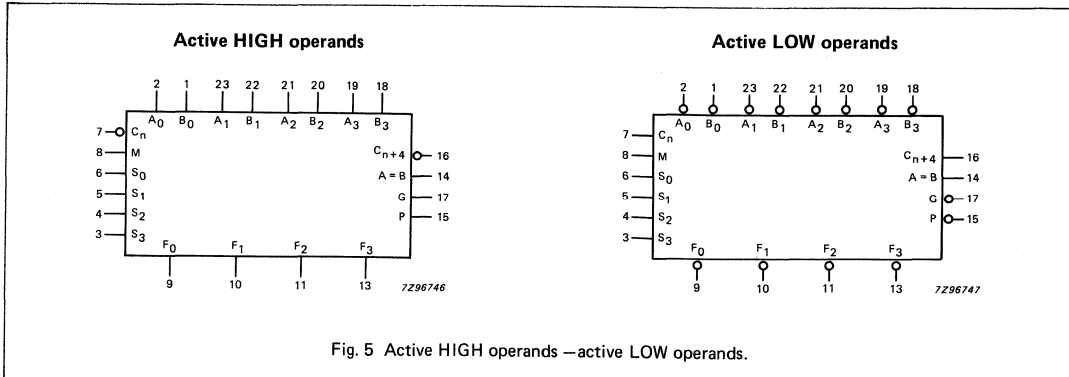 Active HIGH operands
2 1 23 22 21 20 19 18
A0 B0 A1 B1 A2 B2 A3 B3
7 Cn
8 M
6 S0
5 S1
4 S2
3 S3
Cn+4 16
A = B 14
G 17
P 15
F0 F1 F2 F3
9 10 11 13
7Z96746
Active LOW operands
2 1 23 22 21 20 19 18
A0 B0 A1 B1 A2 B2 A3 B3
7 Cn
8 M
6 S0
5 S1
4 S2
3 S3
Cn+4 16
A = B 14
G 17
P 15
F0 F1 F2 F3
9 10 11 13
7Z96747
Fig. 5 Active HIGH operands —active LOW operands.